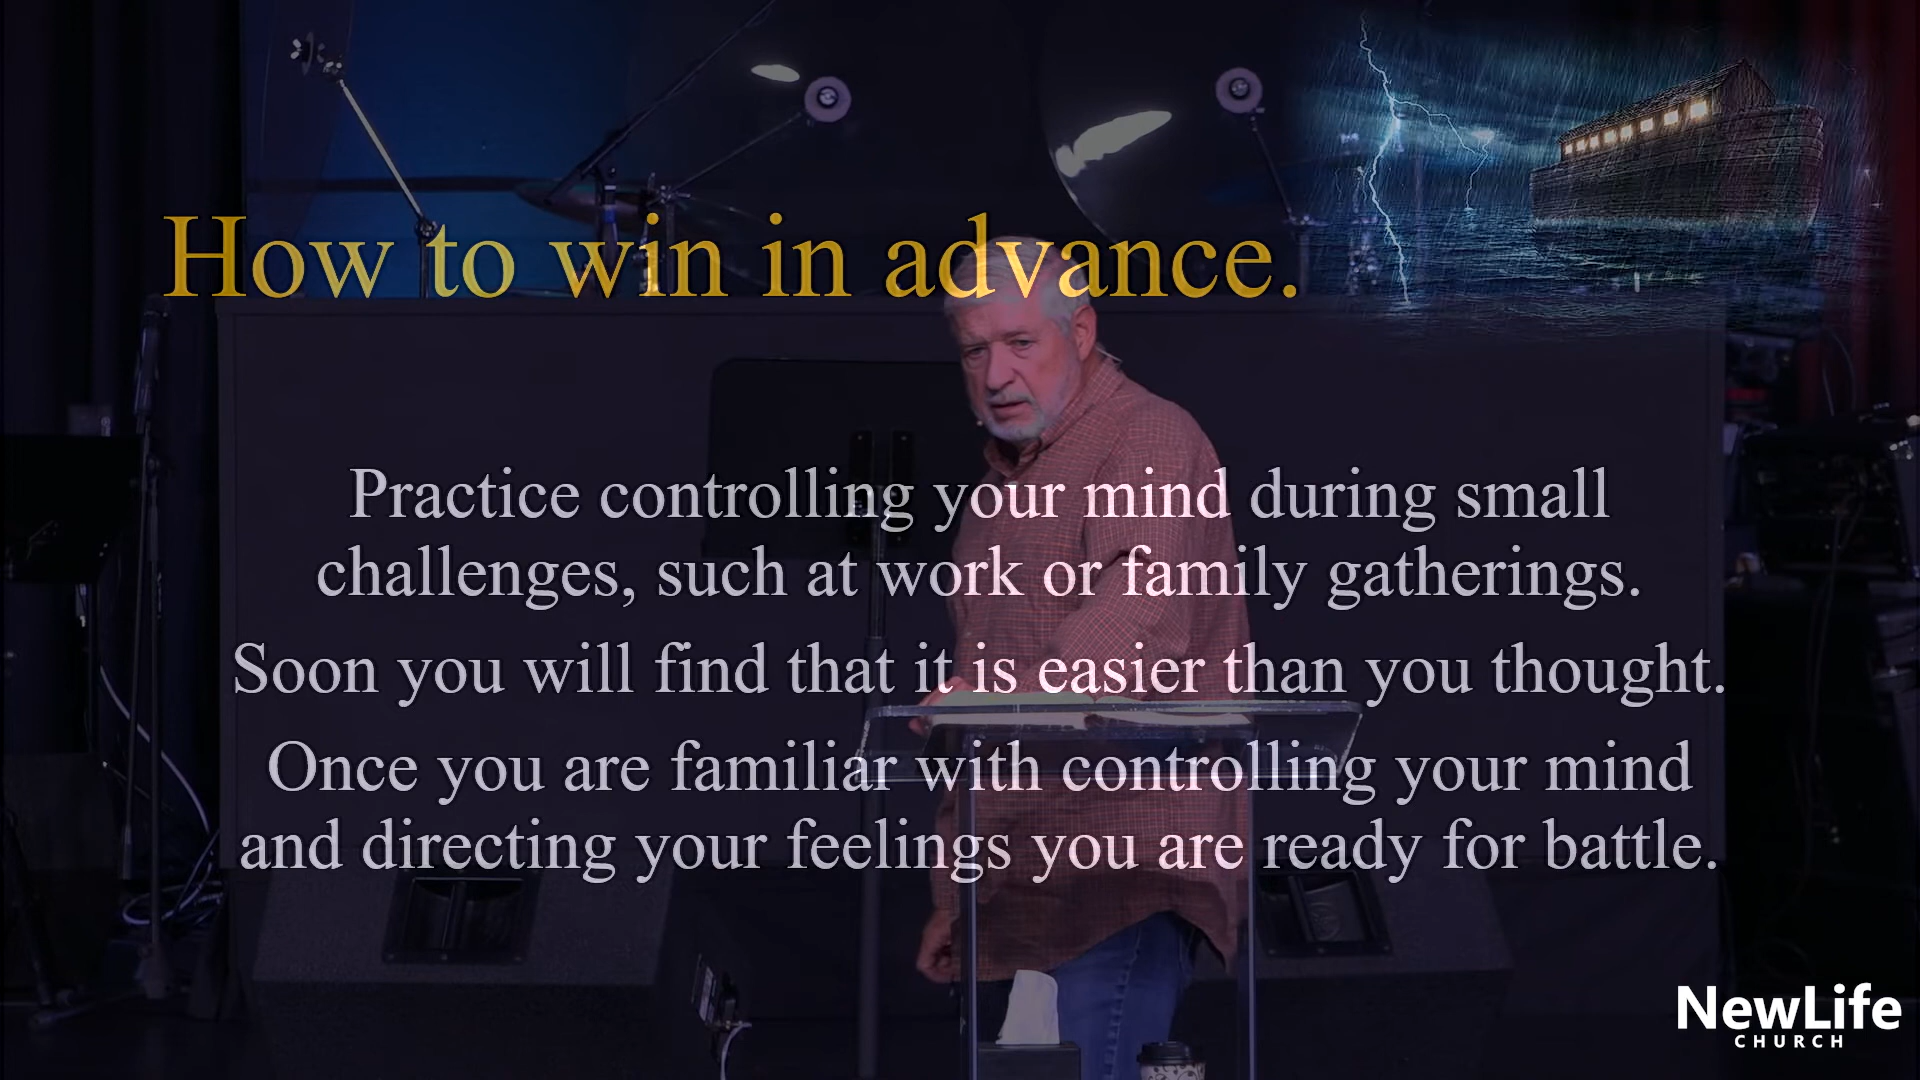 How to win in advance.
Practice controlling your mind during small
challenges, such at work or family gatherings.
Soon you will find that it is easier than you thought.
Once you are familiar with controlling your mind
and directing your feelings you are ready for battle.
NewLife
CHURCH